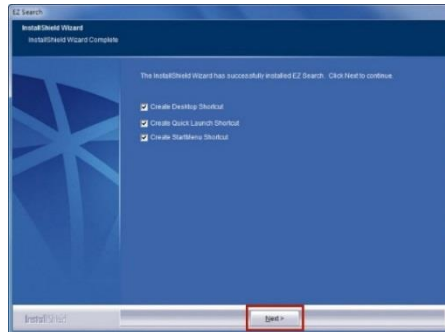 EZ Search
InstallShield Wizard
InstallShield Wizard Complete
The InstallShield Wizard has successfully installed EZ Search. Click Next to continue.
Create Desktop Shortcut
Create Quick Launch Shortcut
Create StartMenu Shortcut
InstallShield
Next >